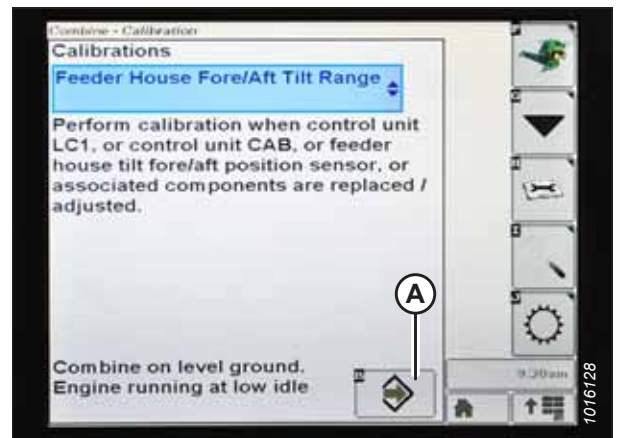 Combine - Calibration
Calibrations
Feeder House Fore/Aft Tilt Range
Perform calibration when control unit
LC1, or control unit CAB, or feeder
house tilt fore/aft position sensor, or
associated components are replaced /
adjusted.
A
Combine on level ground.
Engine running at low idle
9:20am
1016128